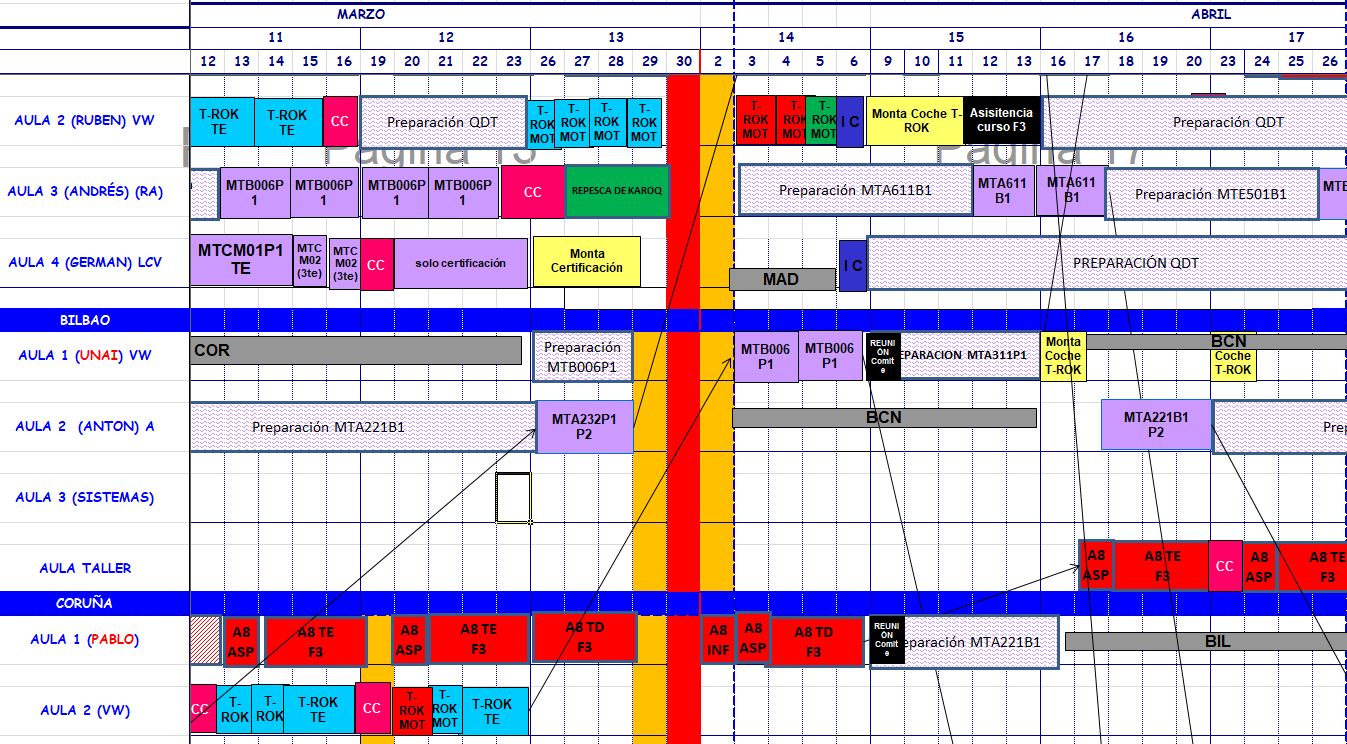 MARZO ABRIL
11 12 13 14 15 16 17
12 13 14 15 16 19 20 21 22 23 26 27 28 29 30 2 3 4 5 6 9 10 11 12 13 16 17 18 19 20 23 24 25 26
Página 17
AULA 2 (RUBEN) VW
T-ROK
TE
T-ROK
TE
CC
Preparación QDT
T-
ROK
MOT
T-
ROK
MOT
T-
ROK
MOT
T-
ROK
MOT
T-
ROK
MOT
T-
ROK
MOT
T-
ROK
MOT
I C
Monta Coche T-
ROK
Asisitencia
curso F3
Preparación QDT
AULA 3 (ANDRÉS) (RA)
MTB006P
1
MTB006P
1
MTB006P
1
MTB006P
1
CC
REPESCA DE KAROQ
Preparación MTA611B1
MTA611
B1
MTA611
B1
Preparación MTE501B1
MTE
AULA 4 (GERMAN) LCV
MTCM01P1
TE
MTC
M02
(3te)
MTC
M02
(3te)
CC
solo certificación
Monta
Certificación
MAD
I C
PREPARACIÓN QDT
BILBAO
AULA 1 (UNAI) VW
COR
Preparación
MTB006P1
MTB006
P1
MTB006
P1
REUNI
ÓN
Comit
e
EPARACION MTA311P1
Monta
Coche
T-ROK
BCN
Coche
T-ROK
AULA 2 (ANTON) A
Preparación MTA221B1
MTA232P1
P2
BCN
MTA221B1
P2
Prep
AULA 3 (SISTEMAS)
AULA TALLER
A8
ASP
A8 TE
F3
CC
A8
ASP
A8 TE
F3
CORUÑA
AULA 1 (PABLO)
A8
ASP
A8 TE
F3
A8
ASP
A8 TE
F3
A8 TD
F3
A8
INF
A8
ASP
A8 TD
F3
REUNI
ÓN
Comit
e
eparación MTA221B1
BIL
AULA 2 (VW)
CC
T-
ROK
T-
ROK
T-ROK
TE
CC
T-
ROK
MOT
T-
ROK
MOT
T-ROK
TE